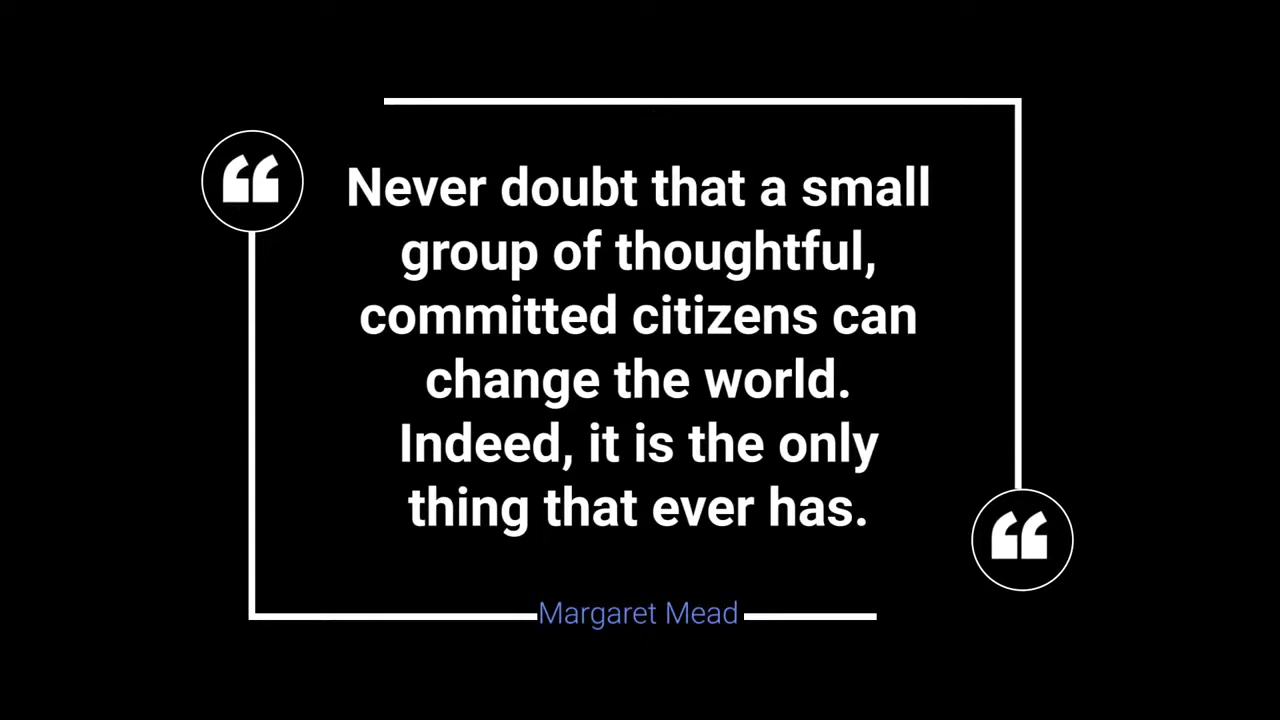 Never doubt that a small
group of thoughtful,
committed citizens can
change the world.
Indeed, it is the only
thing that ever has.
Margaret Mead